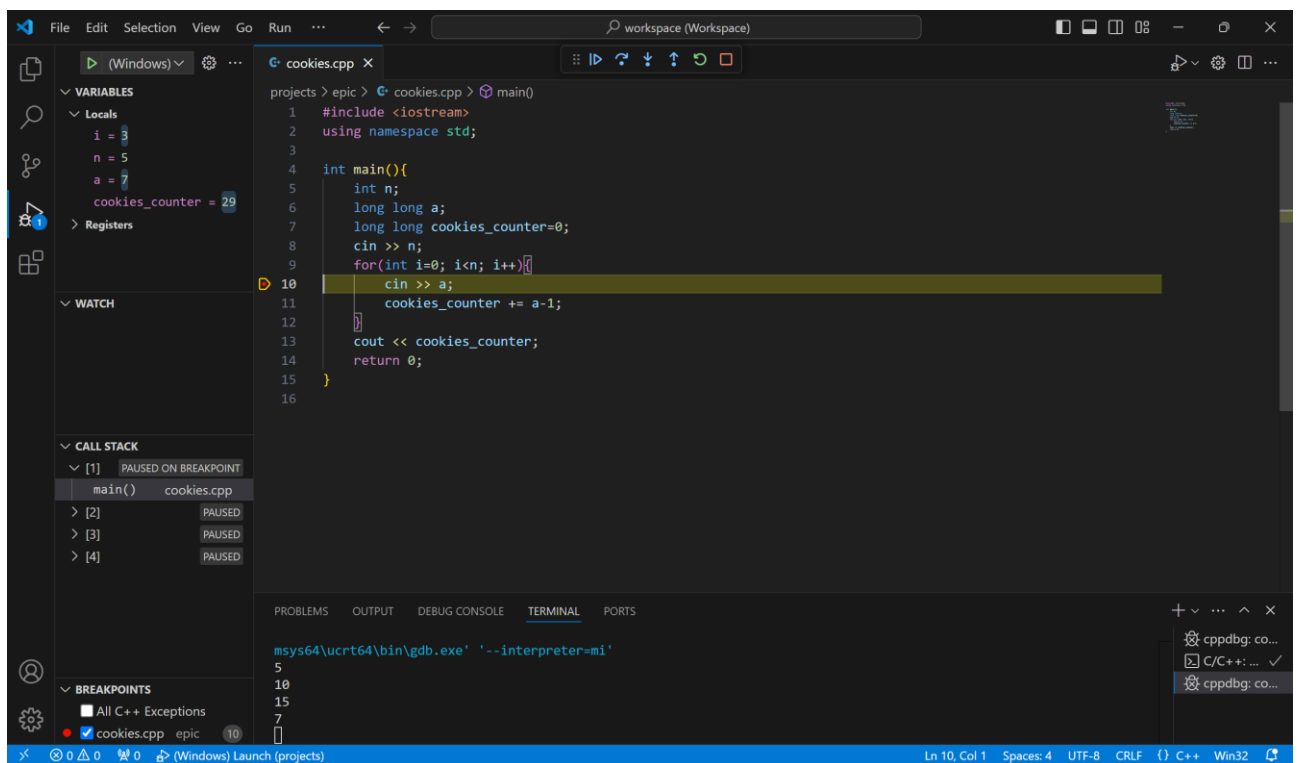 File Edit Selection View Go Run ··· workspace (Workspace)
(Windows) cookies.cpp
VARIABLES
Locals
i = 3
n = 5
a = 7
cookies_counter = 29
Registers
WATCH
CALL STACK
[1] PAUSED ON BREAKPOINT
main() cookies.cpp
[2] PAUSED
[3] PAUSED
[4] PAUSED
BREAKPOINTS
All C++ Exceptions
cookies.cpp epic 10
projects > epic > cookies.cpp > main()
1 #include <iostream>
2 using namespace std;
3
4 int main(){
5 int n;
6 long long a;
7 long long cookies_counter=0;
8 cin >> n;
9 for(int i=0; i<n; i++){
10 cin >> a;
11 cookies_counter += a-1;
12 }
13 cout << cookies_counter;
14 return 0;
15 }
16
PROBLEMS OUTPUT DEBUG CONSOLE TERMINAL PORTS
msys64\ucrt64\bin\gdb.exe' '--interpreter=mi'
5
10
15
7
cppdbg: co...
C/C++: ...
cppdbg: co...
1
0 0 0 (Windows) Launch (projects) Ln 10, Col 1 Spaces: 4 UTF-8 CRLF {} C++ Win32